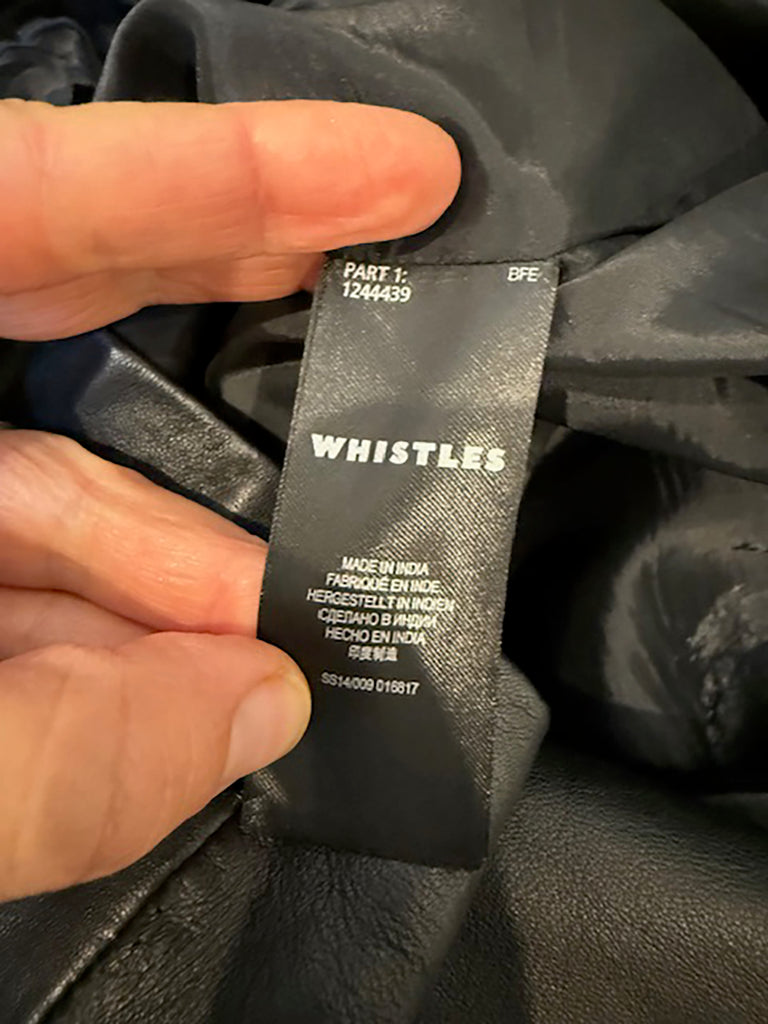 PART 1:
BFE
1244439
WHISTLES
MADE IN INDIA
FABRIQUÉ EN INDE
HERGESTELLT IN INDIEN
СДЕЛАНО В ИНДИИ
HECHO EN INDIA
印度制造
SS14/009 016817